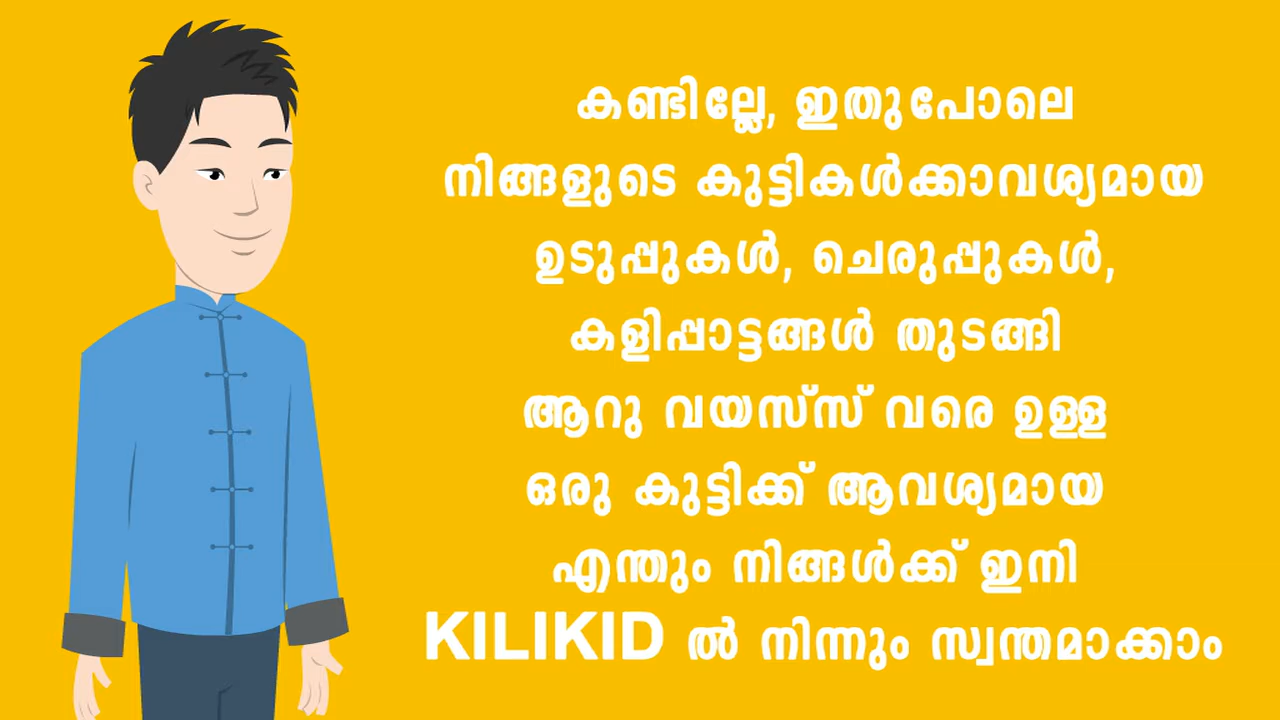 കണ്ടില്ലേ, ഇതുപോലെ
നിങ്ങളുടെ കുട്ടികൾക്കാവശ്യമായ
ഉടുപ്പുകൾ, ചെരുപ്പുകൾ,
കളിപ്പാട്ടങ്ങൾ തുടങ്ങി
ആറു വയസ്സ് വരെ ഉള്ള
ഒരു കുട്ടിക്ക് ആവശ്യമായ
എന്തും നിങ്ങൾക്ക് ഇനി
KILIKID ൽ നിന്നും സ്വന്തമാക്കാം